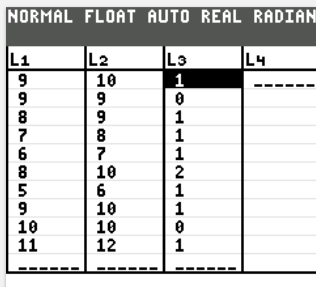 NORMAL FLOAT AUTO REAL RADIAN
L1 L2 L3 L4
9 10 1 ------
9 9 0
8 9 1
7 8 1
6 7 1
8 10 2
5 6 1
9 10 1
10 10 0
11 12 1
------ ------ ------